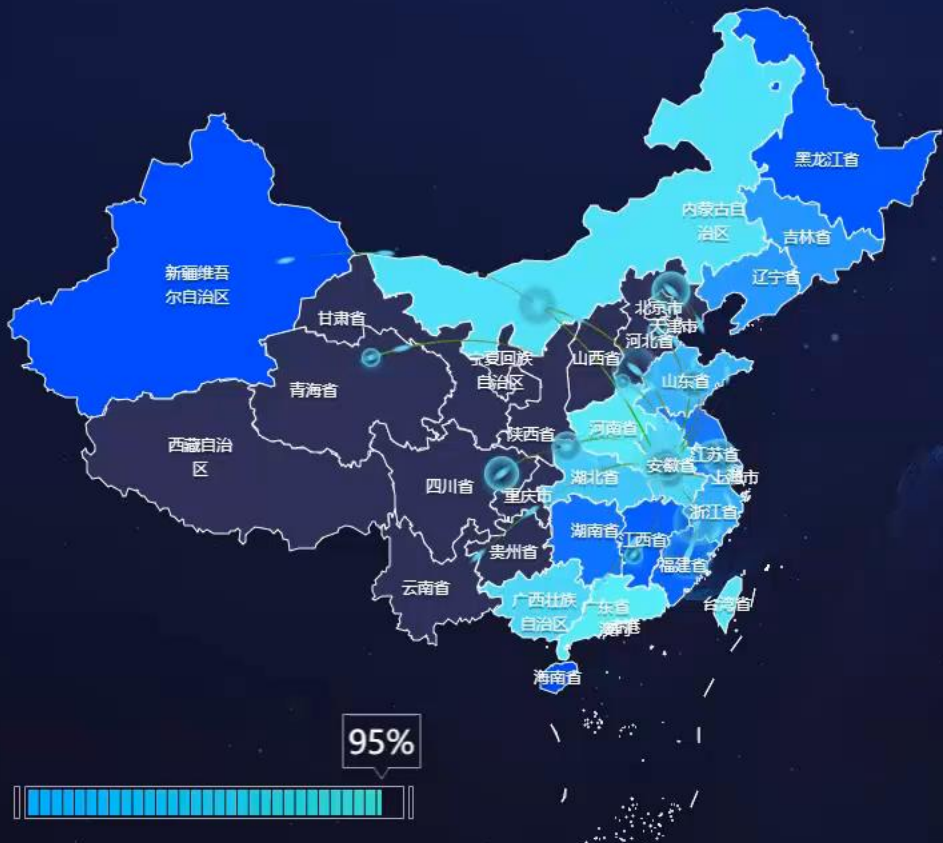 黑龙江省
内蒙古自
治区
吉林省
新疆维吾
尔自治区
辽宁省
北京市
甘肃省
天津市
河北省
宁夏回族
自治区
山西省
青海省
山东省
河南省
陕西省
西藏自治
区
江苏省
安徽省
上海市
四川省
湖北省
重庆市
浙江省
湖南省
江西省
贵州省
福建省
云南省
广西壮族
自治区
广东省
台湾省
海南省
95%